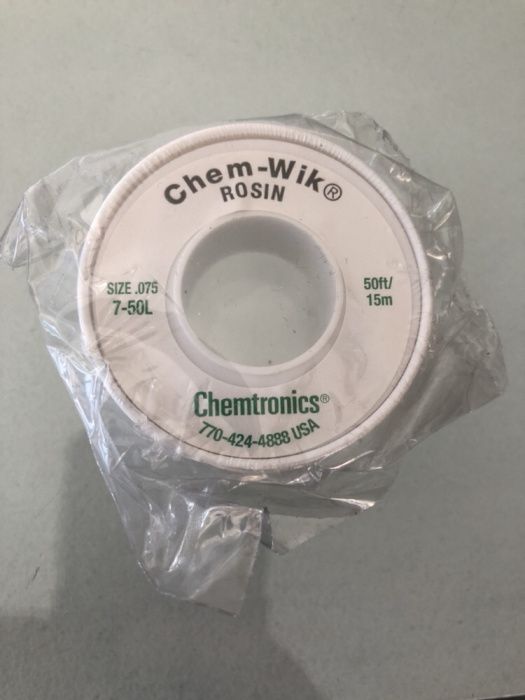 Chem-Wik®
ROSIN
SIZE .075
7-50L
50ft/
15m
Chemtronics®
770-424-4888 USA